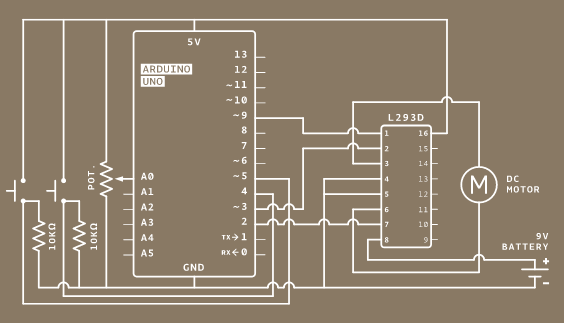 5V
ARDUINO
UNO
13
12
~11
~10
~9
8
7
~6
~5
4
~3
2
TX→1
RX←0
A0
A1
A2
A3
A4
A5
GND
POT.
10KΩ
10KΩ
L293D
1 16
2 15
3 14
4 13
5 12
6 11
7 10
8 9
M
DC
MOTOR
9V
BATTERY
+
−